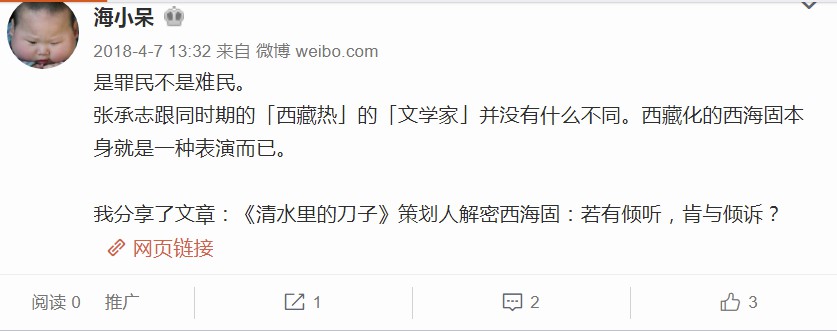 海小呆
2018-4-7 13:32 来自 微博 weibo.com
是罪民不是难民。
张承志跟同时期的「西藏热」的「文学家」并没有什么不同。西藏化的西海固本
身就是一种表演而已。
我分享了文章：《清水里的刀子》策划人解密西海固：若有倾听，肯与倾诉？
网页链接
阅读 0 推广 1 2 3